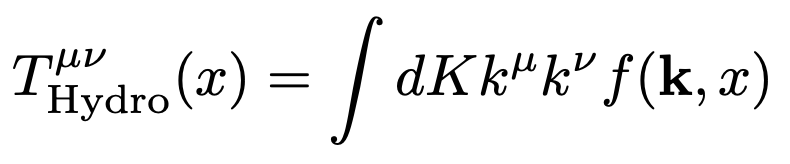 T^{\mu\nu}_{\text{Hydro}}(x) = \int dK k^\mu k^\nu f(\mathbf{k}, x)